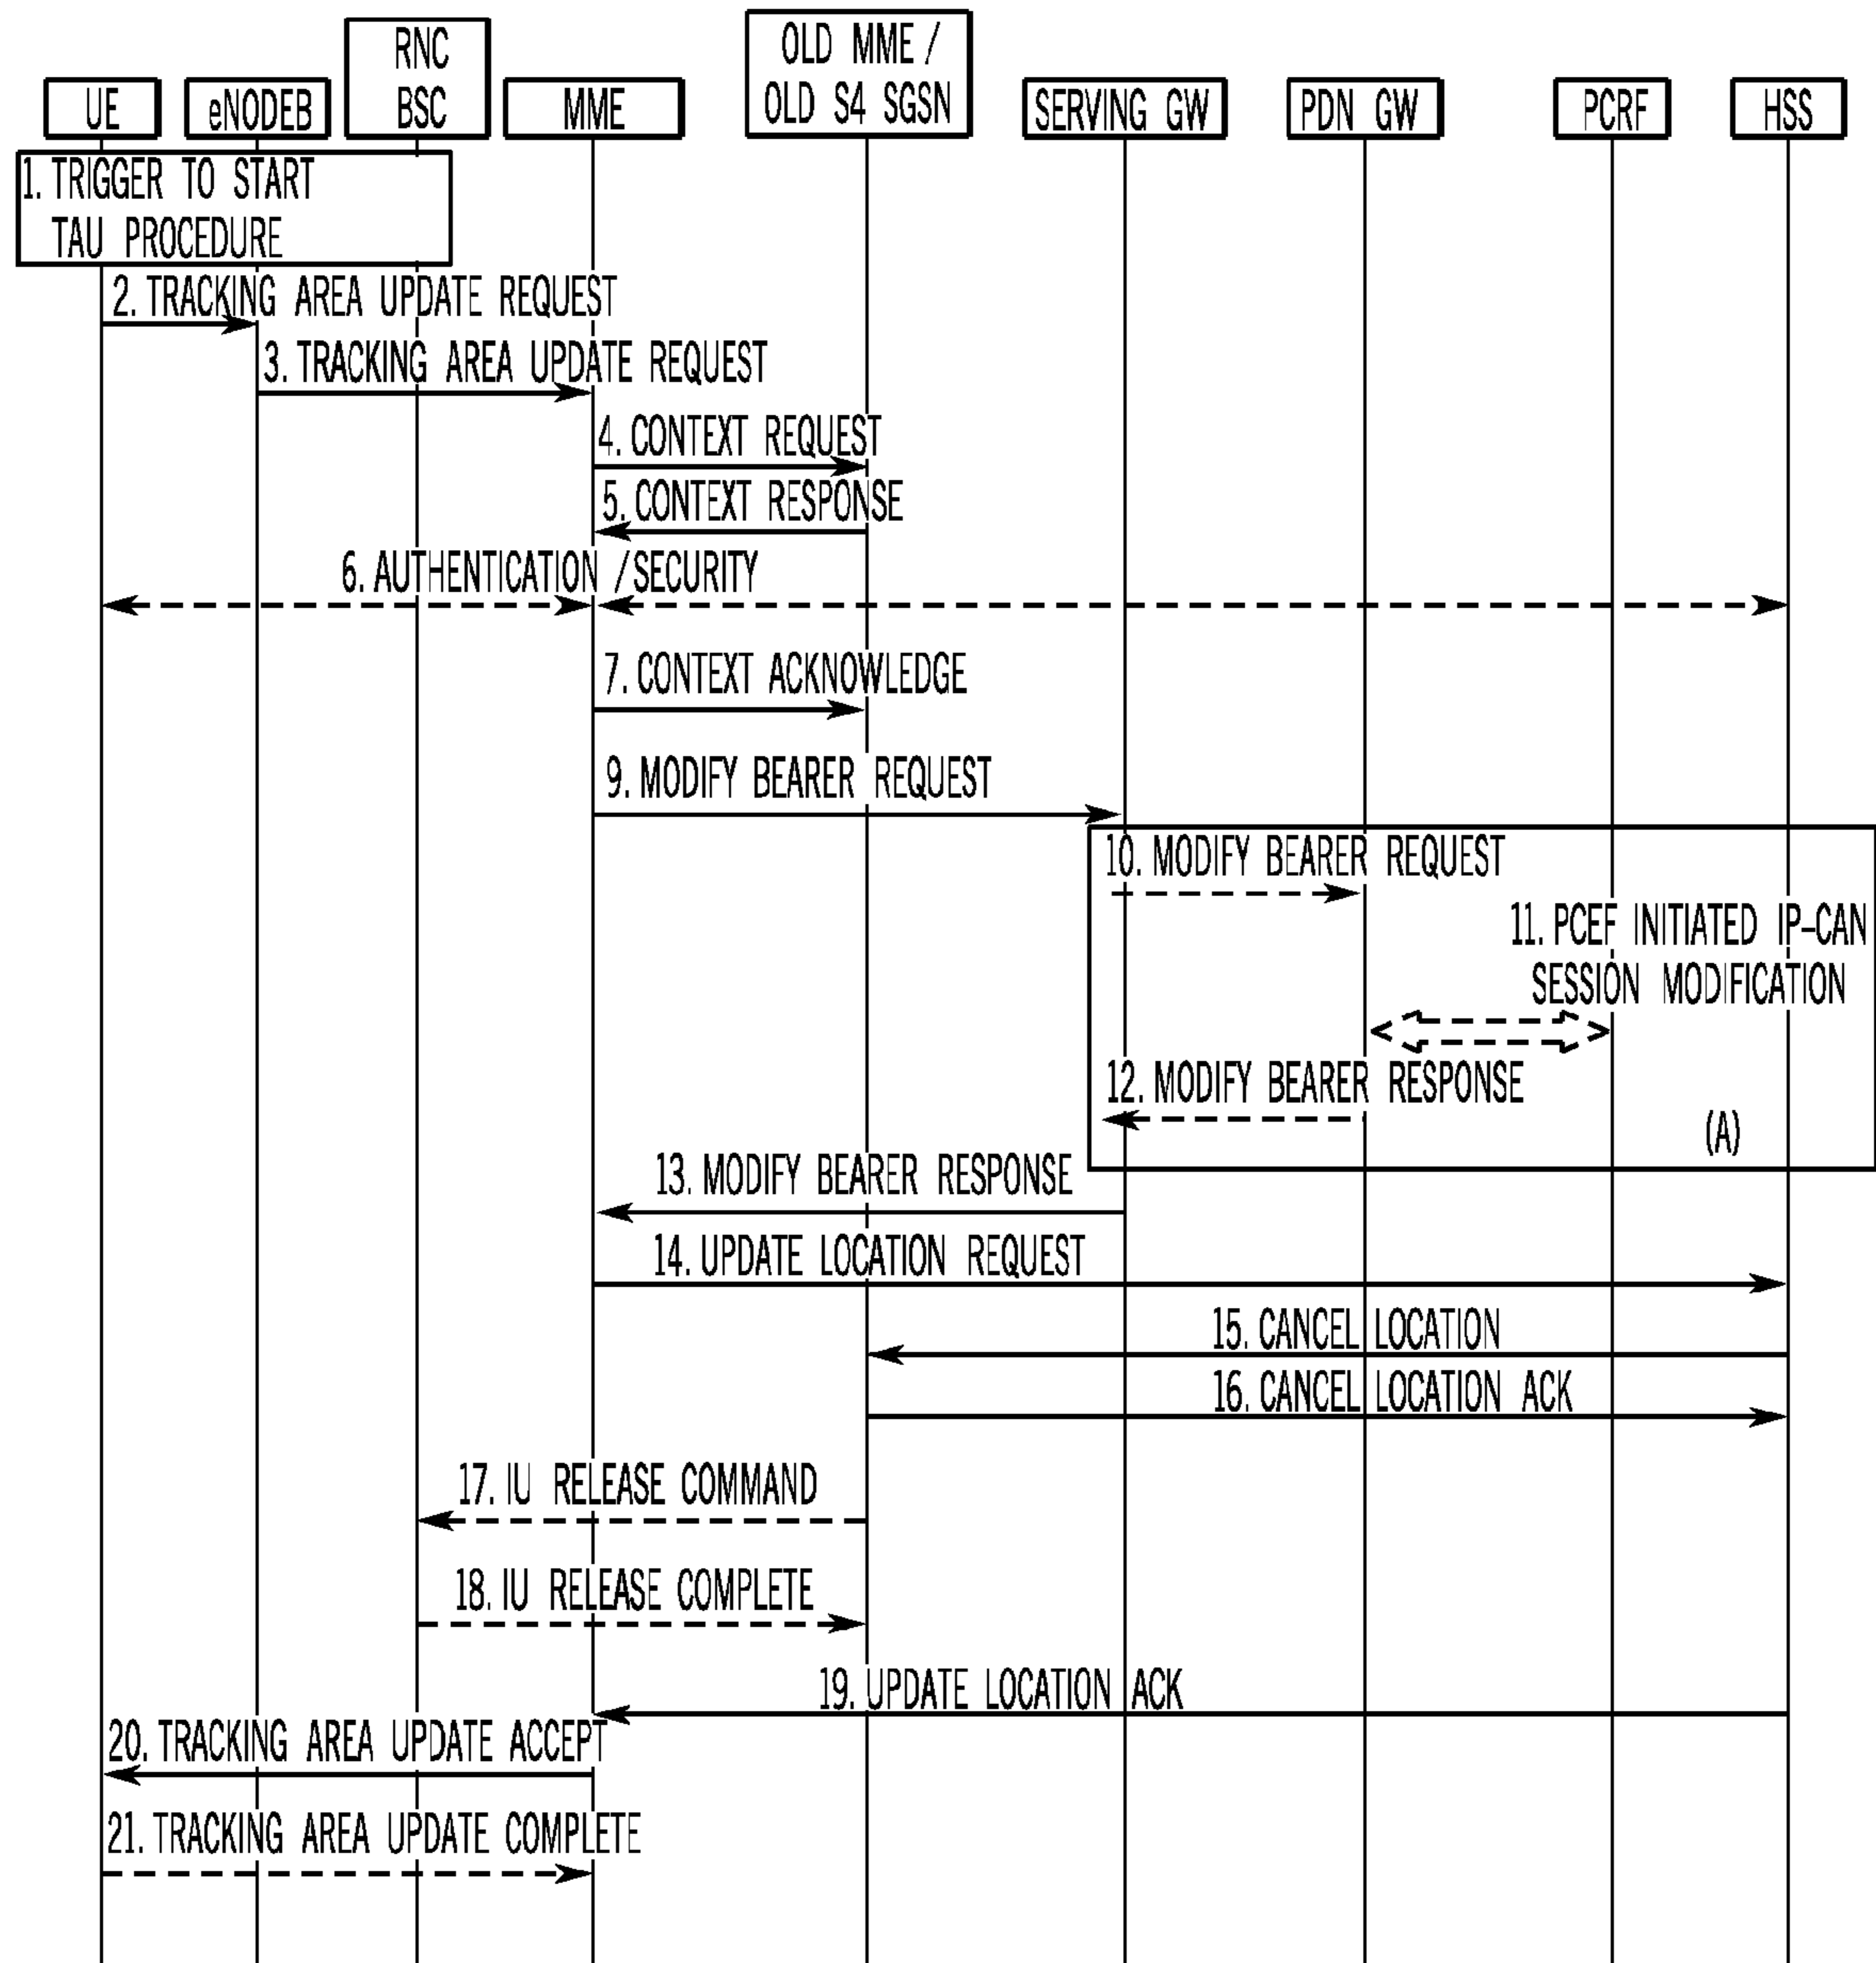 UE
eNODEB
RNC
BSC
MME
OLD MME /
OLD S4 SGSN
SERVING GW
PDN GW
PCRF
HSS
1. TRIGGER TO START
TAU PROCEDURE
2. TRACKING AREA UPDATE REQUEST
3. TRACKING AREA UPDATE REQUEST
4. CONTEXT REQUEST
5. CONTEXT RESPONSE
6. AUTHENTICATION /SECURITY
7. CONTEXT ACKNOWLEDGE
9. MODIFY BEARER REQUEST
10. MODIFY BEARER REQUEST
11. PCEF INITIATED IP-CAN
SESSION MODIFICATION
12. MODIFY BEARER RESPONSE
(A)
13. MODIFY BEARER RESPONSE
14. UPDATE LOCATION REQUEST
15. CANCEL LOCATION
16. CANCEL LOCATION ACK
17. IU RELEASE COMMAND
18. IU RELEASE COMPLETE
19. UPDATE LOCATION ACK
20. TRACKING AREA UPDATE ACCEPT
21. TRACKING AREA UPDATE COMPLETE